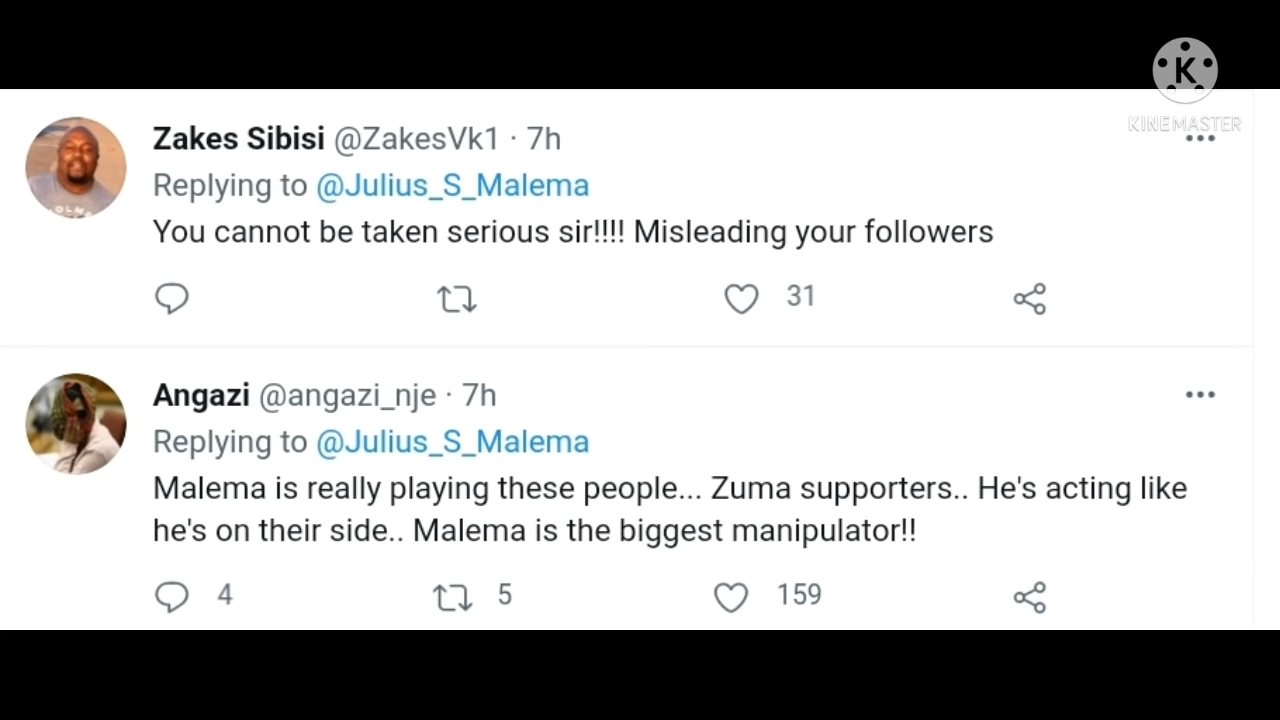 K
KINEMASTER
Zakes Sibisi @ZakesVk1 · 7h
Replying to @Julius_S_Malema
You cannot be taken serious sir!!!! Misleading your followers
31
Angazi @angazi_nje · 7h
Replying to @Julius_S_Malema
Malema is really playing these people... Zuma supporters.. He's acting like
he's on their side.. Malema is the biggest manipulator!!
4 5 159